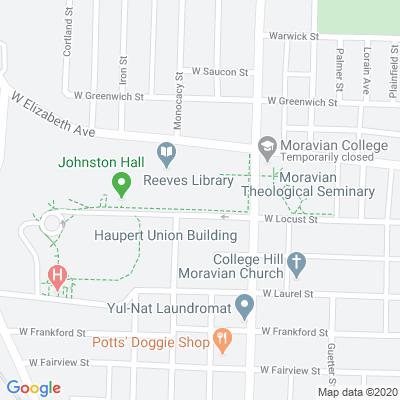 Cortland St
Iron St
Monocacy St
W Saucon St
Warwick St
Palmer St
Lorain Ave
Plainfield St
W Greenwich St
W Greenwich St
W Elizabeth Ave
Moravian College
Temporarily closed
Johnston Hall
Reeves Library
Moravian
Theological Seminary
W Locust St
Haupert Union Building
College Hill
Moravian Church
H
W Laurel St
Yul-Nat Laundromat
W Frankford St
W Frankford St
Potts' Doggie Shop
W Fairview St
W Fairview St
Guetter S
Google
Map data ©2020